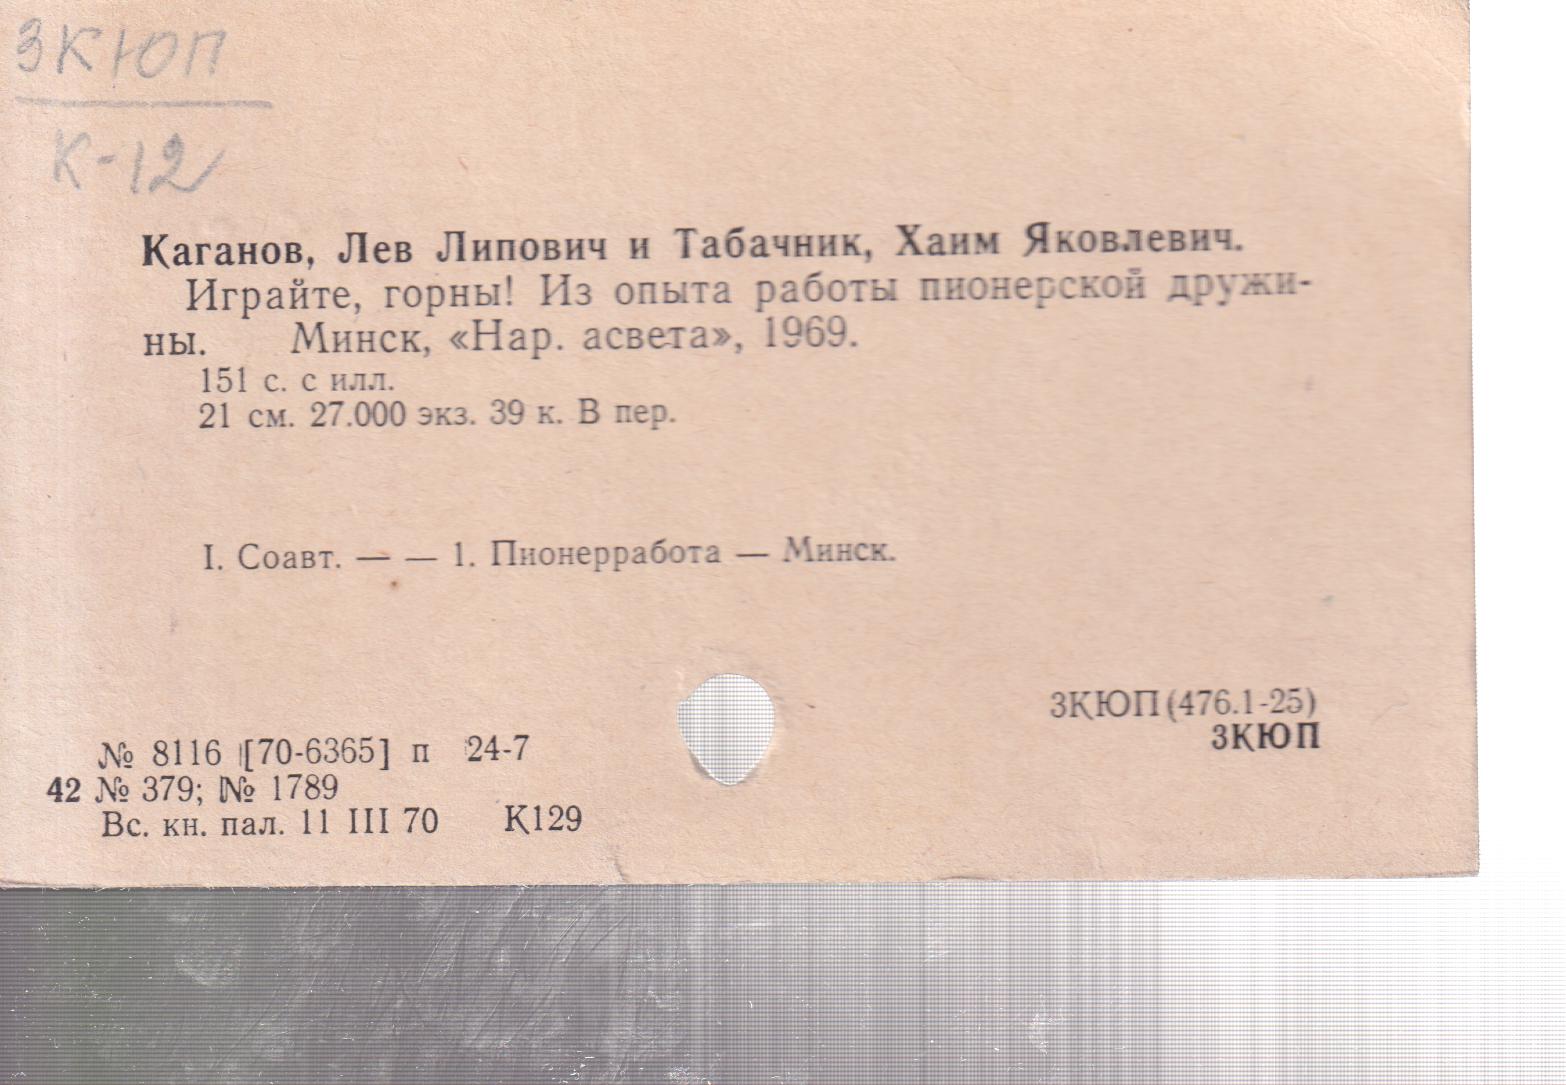 3КЮП
К-12
Каганов, Лев Липович и Табачник, Хаим Яковлевич.
Играйте, горны! Из опыта работы пионерской дружи-
ны. Минск, «Нар. асвета», 1969.
151 с. с илл.
21 см. 27.000 экз. 39 к. В пер.
I. Соавт. — — 1. Пионерработа — Минск.
3КЮП(476.1-25)
3КЮП
№ 8116 [70-6365] п 24-7
42 № 379; № 1789
Вс. кн. пал. 11 III 70 К129